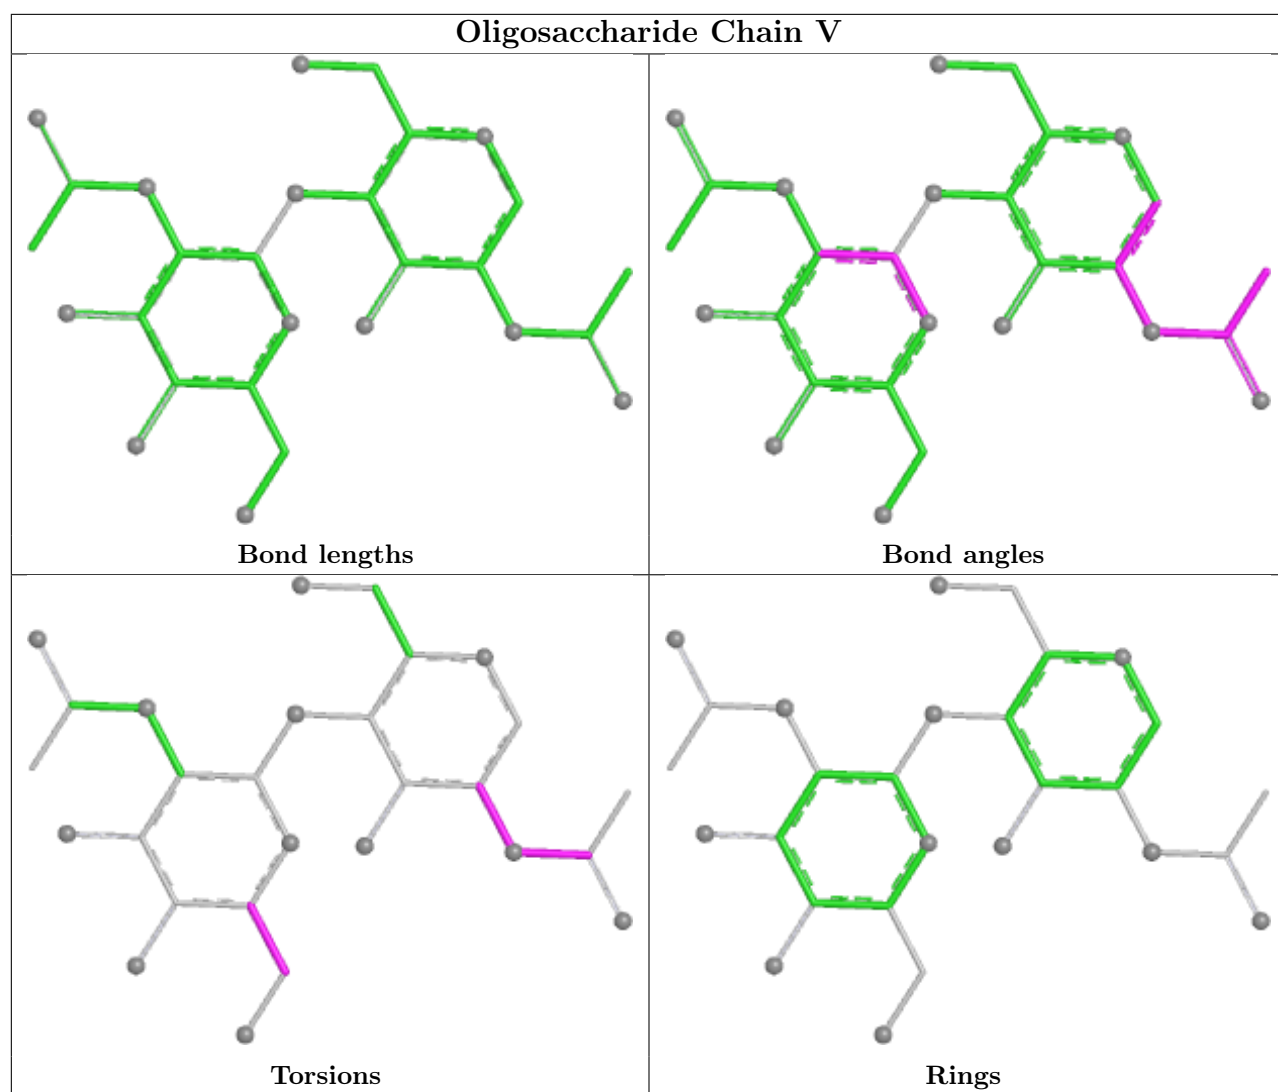 Oligosaccharide Chain V
Bond lengths
Bond angles
Torsions
Rings